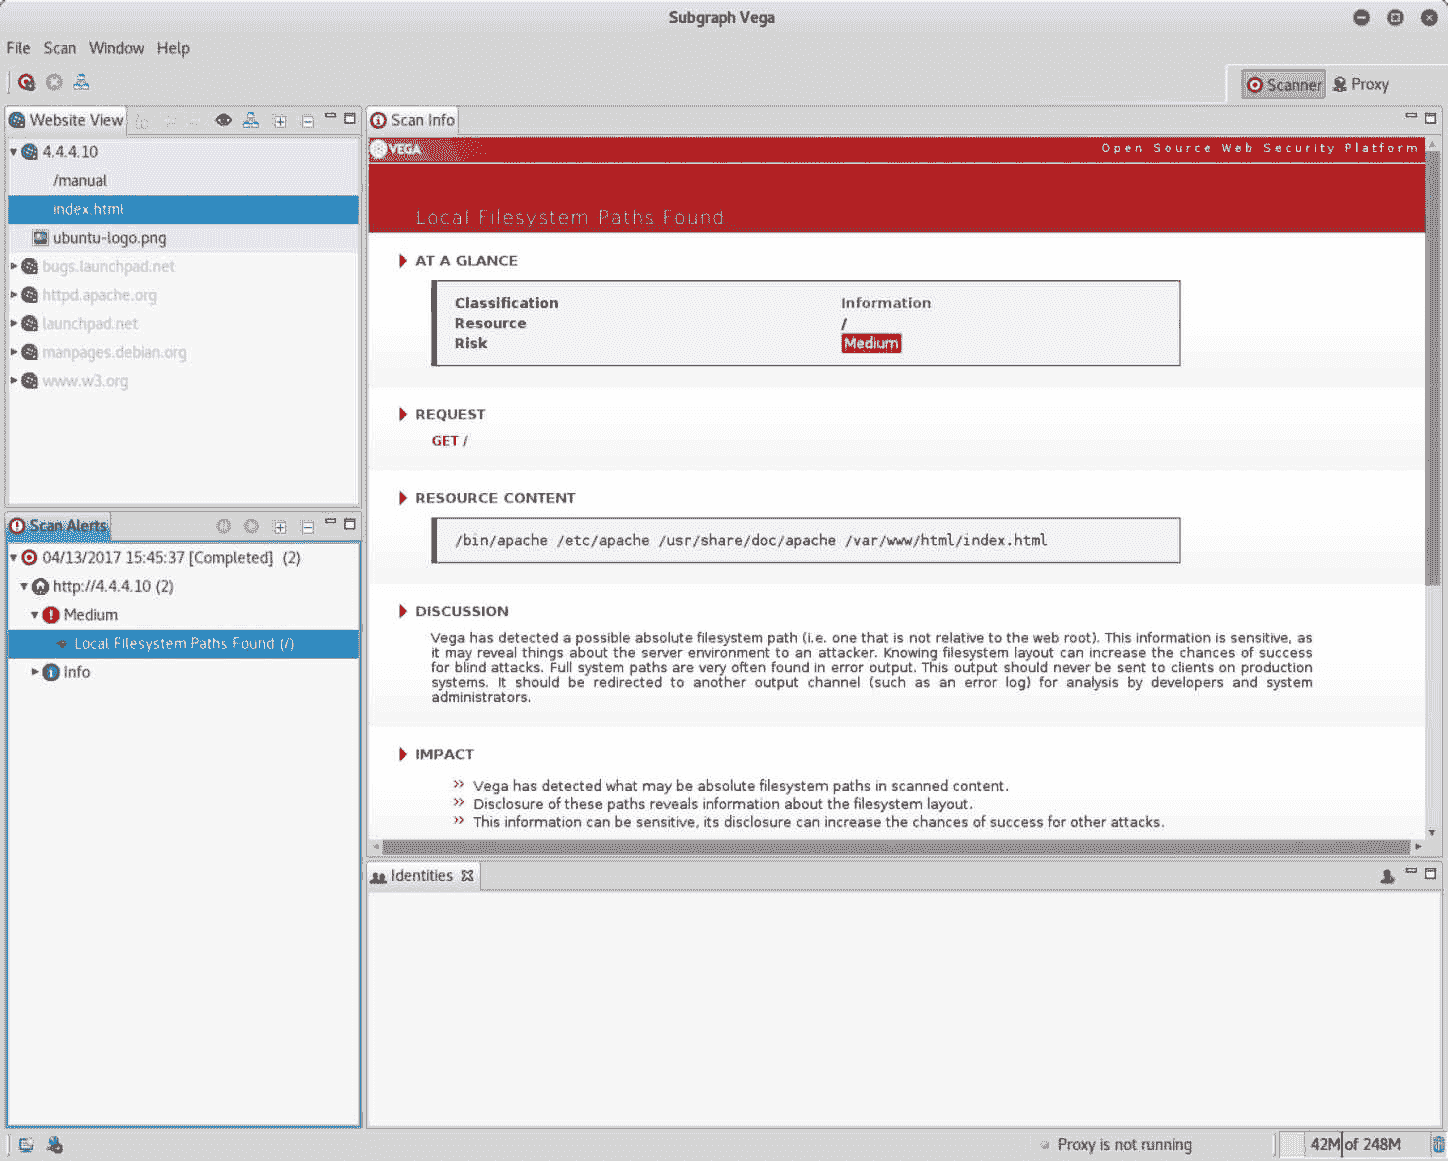 Subgraph Vega
File Scan Window Help
Scanner Proxy
Website View
4.4.4.10
/manual
index.html
ubuntu-logo.png
bugs.launchpad.net
httpd.apache.org
launchpad.net
manpages.debian.org
www.w3.org
Scan Alerts
04/13/2017 15:45:37 [Completed] (2)
http://4.4.4.10 (2)
Medium
Local Filesystem Paths Found (/)
Info
Scan Info
VEGA
Open Source Web Security Platform
Local Filesystem Paths Found
AT A GLANCE
Classification Information
Resource /
Risk Medium
REQUEST
GET /
RESOURCE CONTENT
/bin/apache /etc/apache /usr/share/doc/apache /var/www/html/index.html
DISCUSSION
Vega has detected a possible absolute filesystem path (i.e. one that is not relative to the web root). This information is sensitive, as
it may reveal things about the server environment to an attacker. Knowing filesystem layout can increase the chances of success
for blind attacks. Full system paths are very often found in error output. This output should never be sent to clients on production
systems. It should be redirected to another output channel (such as an error log) for analysis by developers and system
administrators.
IMPACT
>> Vega has detected what may be absolute filesystem paths in scanned content.
>> Disclosure of these paths reveals information about the filesystem layout.
>> This information can be sensitive, its disclosure can increase the chances of success for other attacks.
Identities
Proxy is not running
42M of 248M